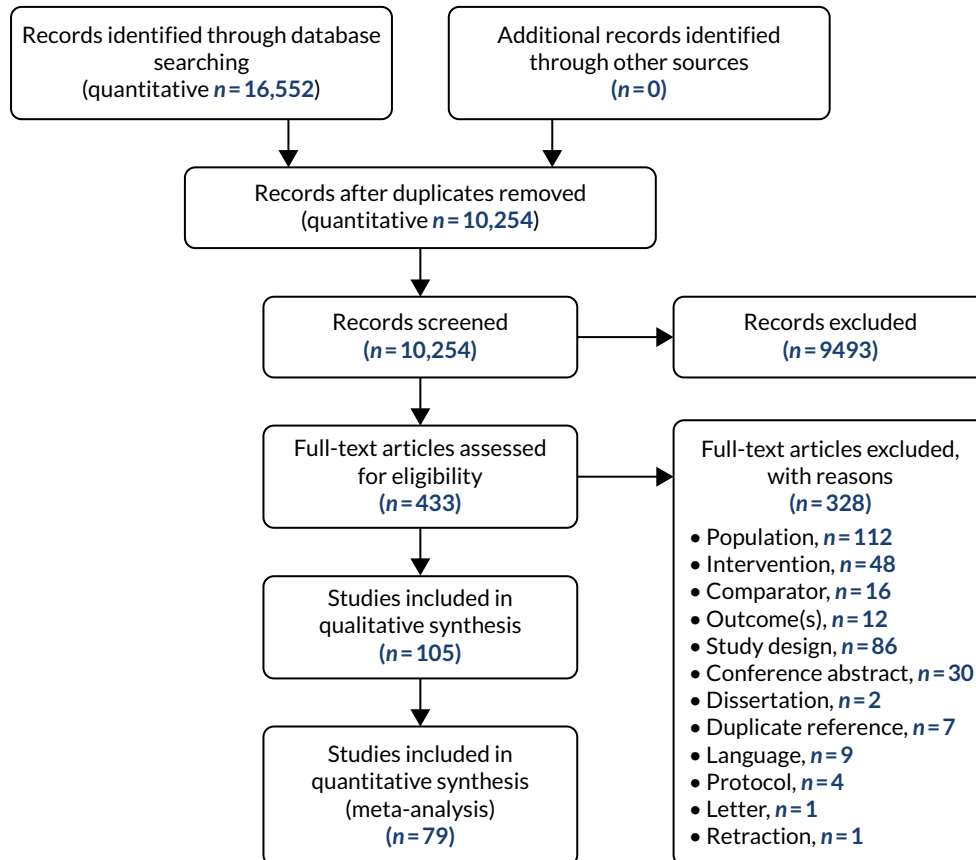 Records identified through database
searching
(quantitative n = 16,552)
Additional records identified
through other sources
(n = 0)
Records after duplicates removed
(quantitative n = 10,254)
Records screened
(n = 10,254)
Records excluded
(n = 9493)
Full-text articles assessed
for eligibility
(n = 433)
Full-text articles excluded,
with reasons
(n = 328)
• Population, n = 112
• Intervention, n = 48
• Comparator, n = 16
• Outcome(s), n = 12
• Study design, n = 86
• Conference abstract, n = 30
• Dissertation, n = 2
• Duplicate reference, n = 7
• Language, n = 9
• Protocol, n = 4
• Letter, n = 1
• Retraction, n = 1
Studies included in
qualitative synthesis
(n = 105)
Studies included in
quantitative synthesis
(meta-analysis)
(n = 79)